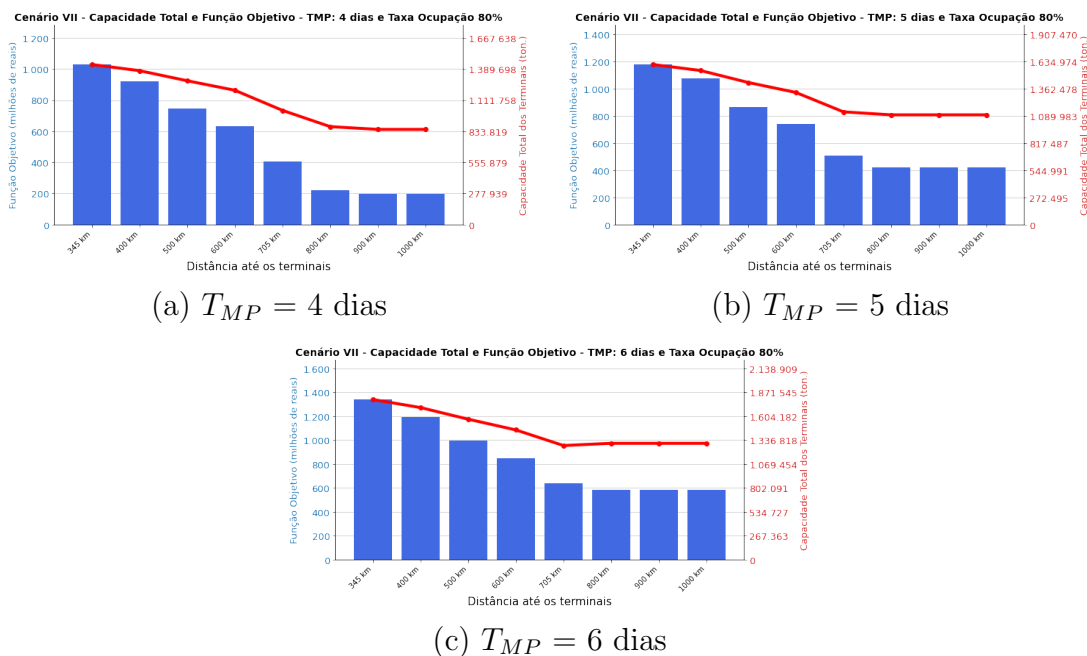 Cenário VII - Capacidade Total e Função Objetivo - TMP: 4 dias e Taxa Ocupação 80%
Função Objetivo (milhões de reais)
1.200
1.000
800
600
400
200
0
1.667.638
1.389.698
1.111.758
833.819
555.879
277.939
0
Capacidade Total dos Terminais (ton.)
345 km
400 km
500 km
600 km
705 km
800 km
900 km
1000 km
Distância até os terminais
(a) T_{MP} = 4 dias
Cenário VII - Capacidade Total e Função Objetivo - TMP: 5 dias e Taxa Ocupação 80%
Função Objetivo (milhões de reais)
1.400
1.200
1.000
800
600
400
200
0
1.907.470
1.634.974
1.362.478
1.089.983
817.487
544.991
272.495
0
Capacidade Total dos Terminais (ton.)
345 km
400 km
500 km
600 km
705 km
800 km
900 km
1000 km
Distância até os terminais
(b) T_{MP} = 5 dias
Cenário VII - Capacidade Total e Função Objetivo - TMP: 6 dias e Taxa Ocupação 80%
Função Objetivo (milhões de reais)
1.600
1.400
1.200
1.000
800
600
400
200
0
2.138.909
1.871.545
1.604.182
1.336.818
1.069.454
802.091
534.727
267.363
0
Capacidade Total dos Terminais (ton.)
345 km
400 km
500 km
600 km
705 km
800 km
900 km
1000 km
Distância até os terminais
(c) T_{MP} = 6 dias